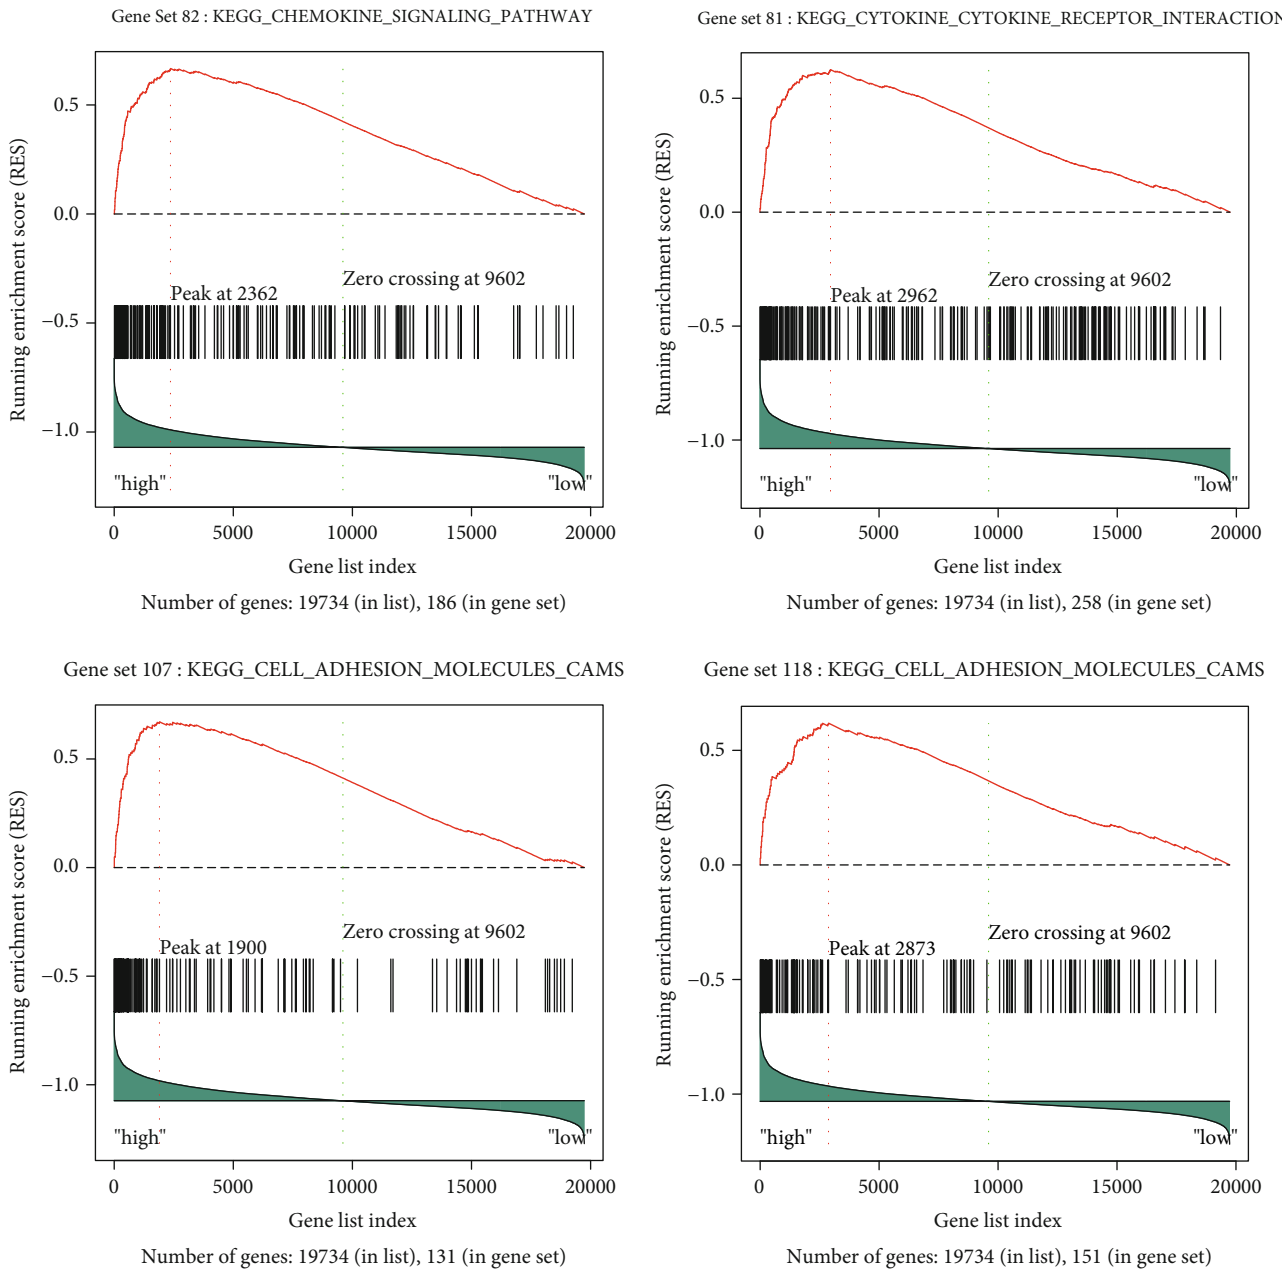 Gene Set 82 : KEGG_CHEMOKINE_SIGNALING_PATHWAY
Running enrichment score (RES)
0.5
0.0
−0.5
−1.0
Peak at 2362
Zero crossing at 9602
"high"
"low"
0 5000 10000 15000 20000
Gene list index
Number of genes: 19734 (in list), 186 (in gene set)
Gene set 81 : KEGG_CYTOKINE_CYTOKINE_RECEPTOR_INTERACTION
Running enrichment score (RES)
0.5
0.0
−0.5
−1.0
Peak at 2962
Zero crossing at 9602
"high"
"low"
0 5000 10000 15000 20000
Gene list index
Number of genes: 19734 (in list), 258 (in gene set)
Gene set 107 : KEGG_CELL_ADHESION_MOLECULES_CAMS
Running enrichment score (RES)
0.5
0.0
−0.5
−1.0
Peak at 1900
Zero crossing at 9602
"high"
"low"
0 5000 10000 15000 20000
Gene list index
Number of genes: 19734 (in list), 131 (in gene set)
Gene set 118 : KEGG_CELL_ADHESION_MOLECULES_CAMS
Running enrichment score (RES)
0.5
0.0
−0.5
−1.0
Peak at 2873
Zero crossing at 9602
"high"
"low"
0 5000 10000 15000 20000
Gene list index
Number of genes: 19734 (in list), 151 (in gene set)